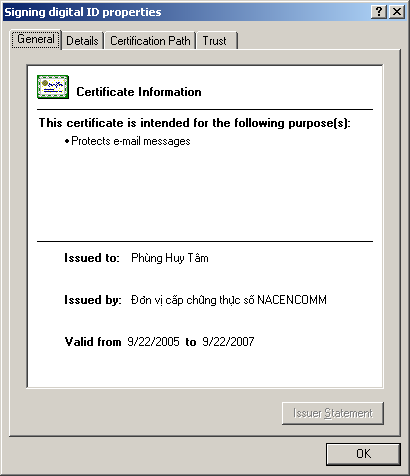 Signing digital ID properties
General Details Certification Path Trust
Certificate Information
This certificate is intended for the following purpose(s):
•Protects e-mail messages
Issued to: Phùng Huy Tâm
Issued by: Đơn vị cấp chứng thực số NACENCOMM
Valid from 9/22/2005 to 9/22/2007
Issuer Statement
OK